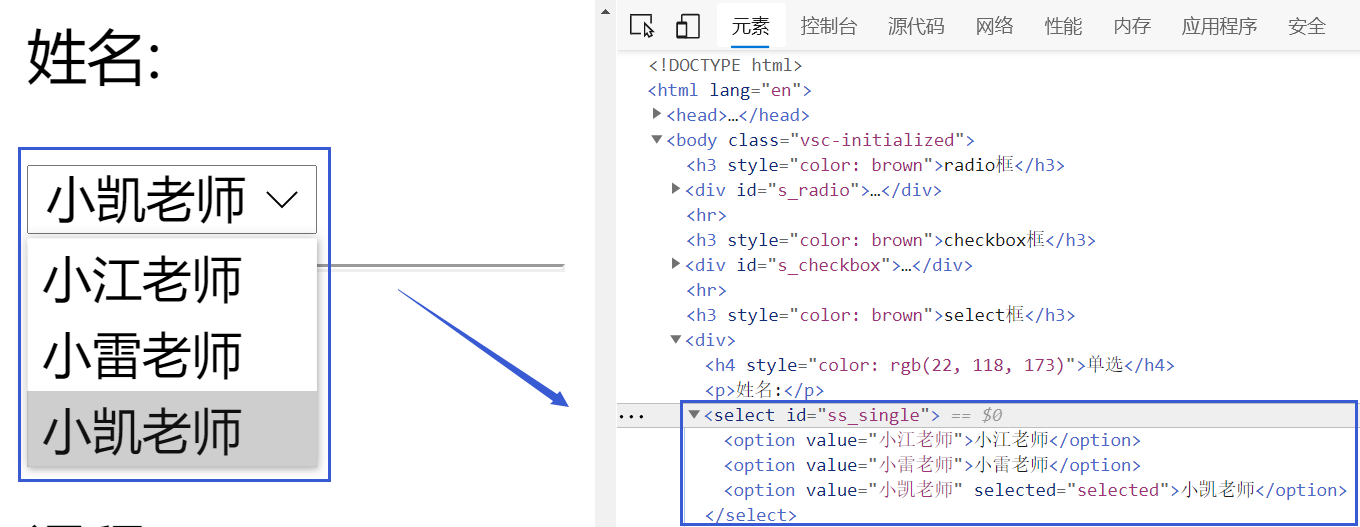 姓名:
小凯老师
小江老师
小雷老师
小凯老师
元素 控制台 源代码 网络 性能 内存 应用程序 安全
<!DOCTYPE html>
<html lang="en">
<head>…</head>
<body class="vsc-initialized">
<h3 style="color: brown">radio框</h3>
<div id="s_radio">…</div>
<hr>
<h3 style="color: brown">checkbox框</h3>
<div id="s_checkbox">…</div>
<hr>
<h3 style="color: brown">select框</h3>
<div>
<h4 style="color: rgb(22, 118, 173)">单选</h4>
<p>姓名:</p>
<select id="ss_single"> == $0
<option value="小江老师">小江老师</option>
<option value="小雷老师">小雷老师</option>
<option value="小凯老师" selected="selected">小凯老师</option>
</select>